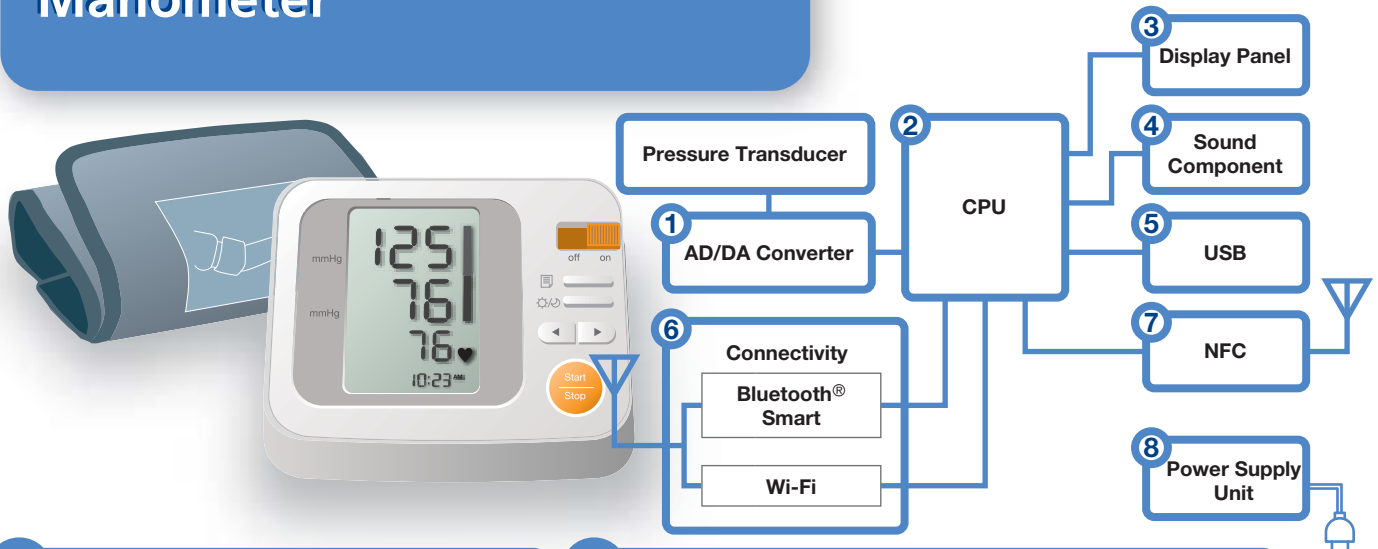 Manometer
125
mmHg
76
mmHg
76
10:23 AM
off on
Start
Stop
Pressure Transducer
1
AD/DA Converter
2
CPU
3
Display Panel
4
Sound
Component
5
USB
6
Connectivity
Bluetooth®
Smart
Wi-Fi
7
NFC
8
Power Supply
Unit